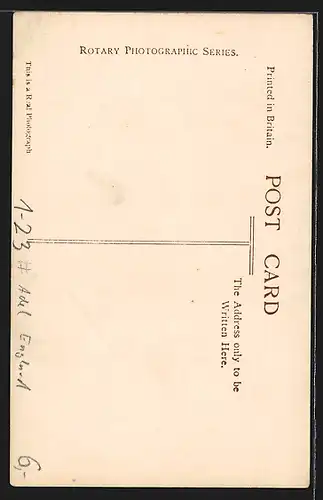 ROTARY PHOTOGRAPHIC SERIES.
This is a Real Photograph
Printed in Britain.
POST CARD
The Address only to be
Written Here.
1-23 # Adel England 6,-